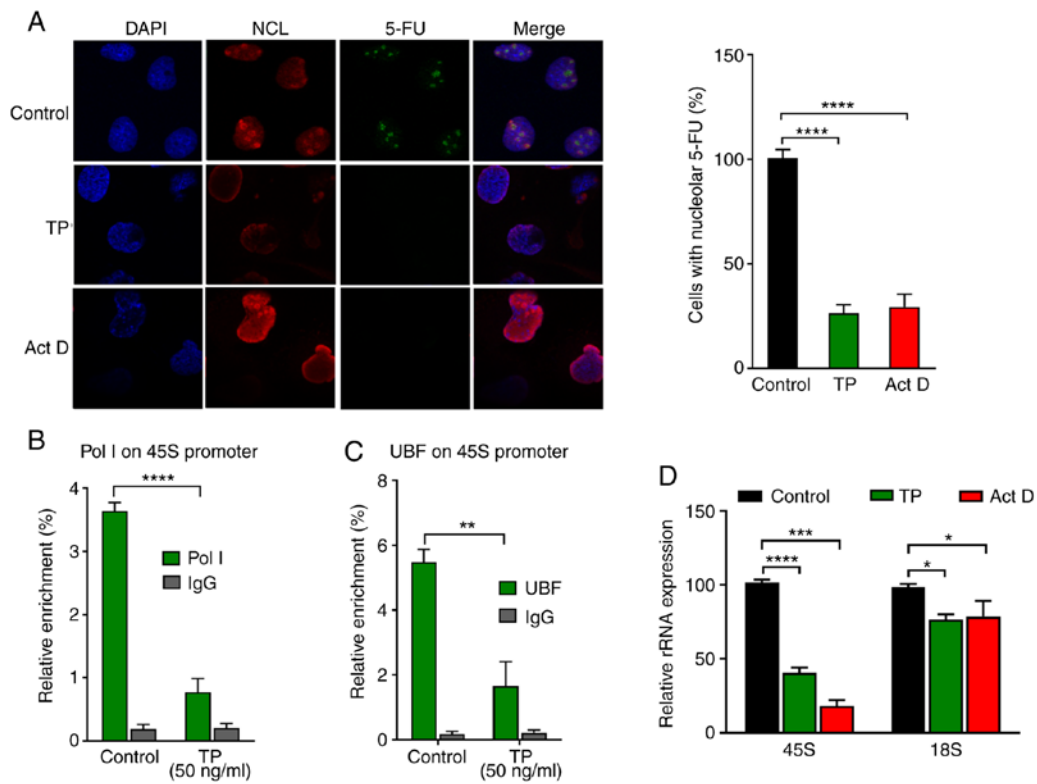 A
DAPI NCL 5-FU Merge
Control
TP
Act D
Cells with nucleolar 5-FU (%)
150
100
50
0
****
****
Control TP Act D
B
Pol I on 45S promoter
Relative enrichment (%)
4
3
2
1
0
****
Pol I
IgG
Control TP
(50 ng/ml)
C
UBF on 45S promoter
Relative enrichment (%)
8
6
4
2
0
**
UBF
IgG
Control TP
(50 ng/ml)
D
Control TP Act D
Relative rRNA expression
150
100
50
0
***
****
*
*
45S 18S